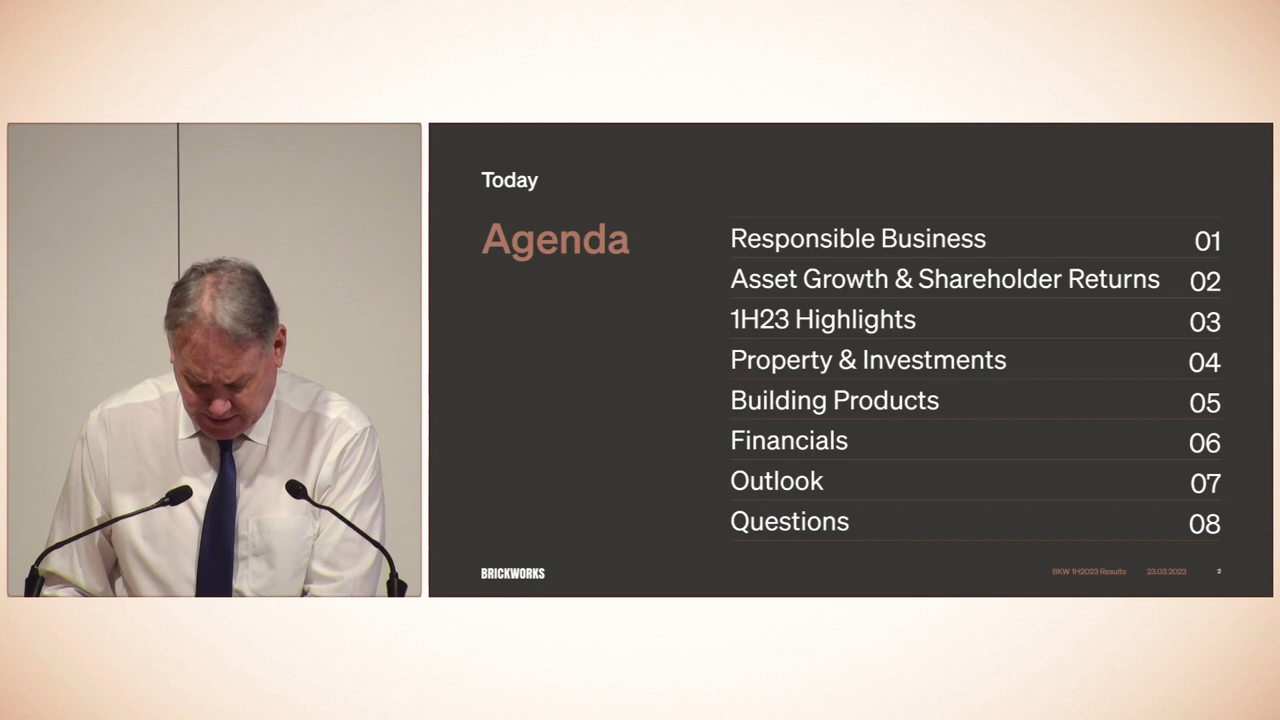 Today
Agenda
Responsible Business 01
Asset Growth & Shareholder Returns 02
1H23 Highlights 03
Property & Investments 04
Building Products 05
Financials 06
Outlook 07
Questions 08
BRICKWORKS
BKW 1H2023 Results 23.03.2023 2